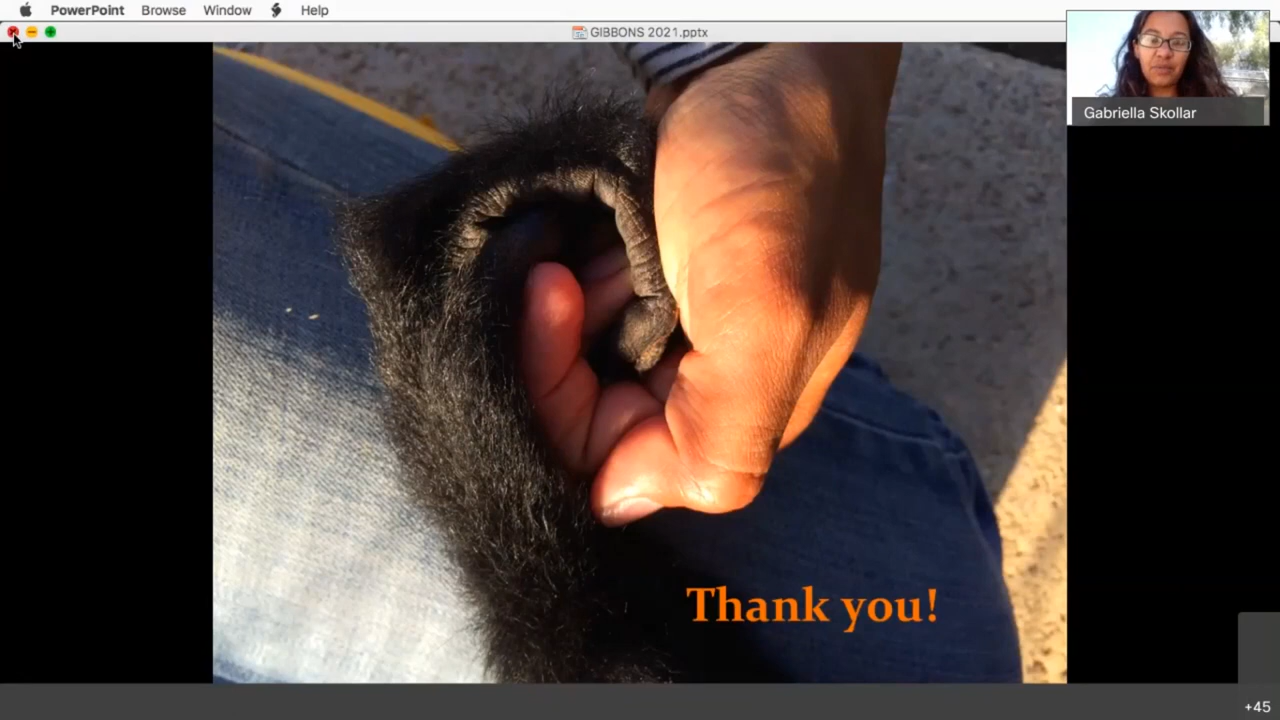 PowerPoint Browse Window Help
GIBBONS 2021.pptx
Gabriella Skollar
Thank you!
+45